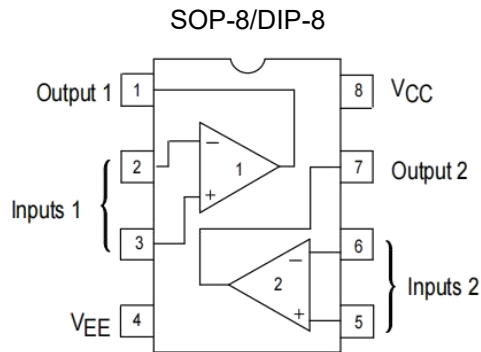 SOP-8/DIP-8
Output 1 1 8 VCC
2 − 1 7 Output 2
Inputs 1 +
3 − 6
2 Inputs 2
VEE 4 + 5